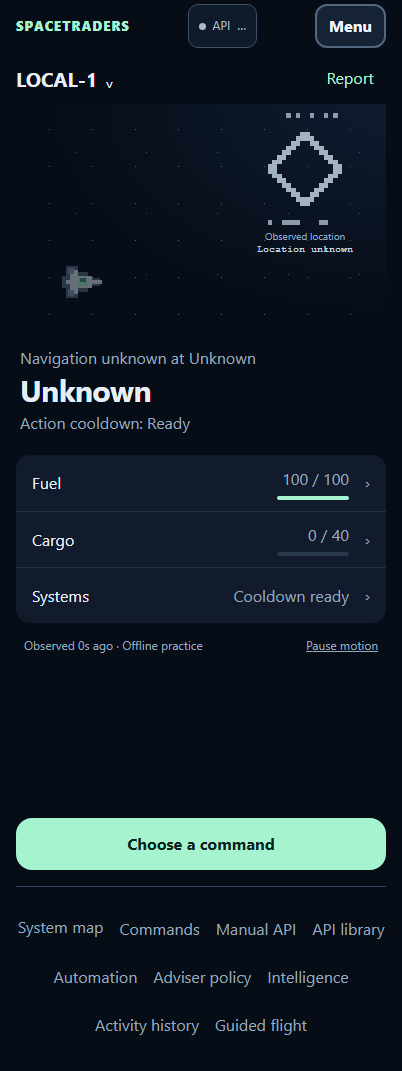 SPACETRADERS
API ...
Menu
LOCAL-1 v
Report
Observed location
Location unknown
Navigation unknown at Unknown
Unknown
Action cooldown: Ready
Fuel 100 / 100 ›
Cargo 0 / 40 ›
Systems Cooldown ready ›
Observed 0s ago · Offline practice Pause motion
Choose a command
System map Commands Manual API API library
Automation Adviser policy Intelligence
Activity history Guided flight